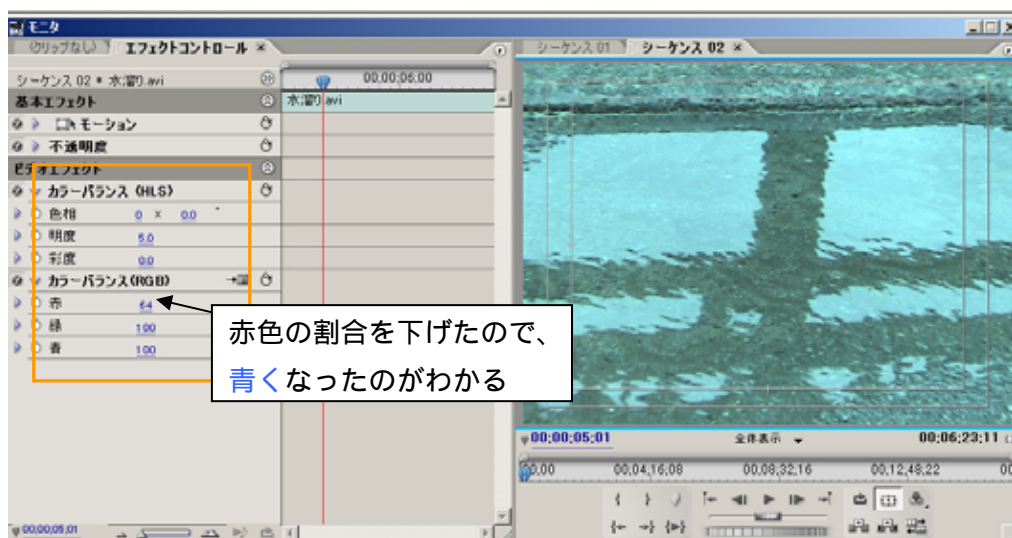 モニタ
(クリップなし) エフェクトコントロール ×
シーケンス 01 シーケンス 02 ×
シーケンス 02 * 水溜り.avi
00:00:06:00
基本エフェクト
水溜り.avi
モーション
不透明度
ビデオエフェクト
カラーバランス (HLS)
色相 0 x 0.0 °
明度 5.0
彩度 0.0
カラーバランス(RGB)
赤 64
緑 100
青 100
赤色の割合を下げたので、
青くなったのがわかる
00:00:05:01 全体表示 00;06;23;11
00;00 00;04;16;08 00;08;32;16 00;12;48;22 00
00:00:05:01